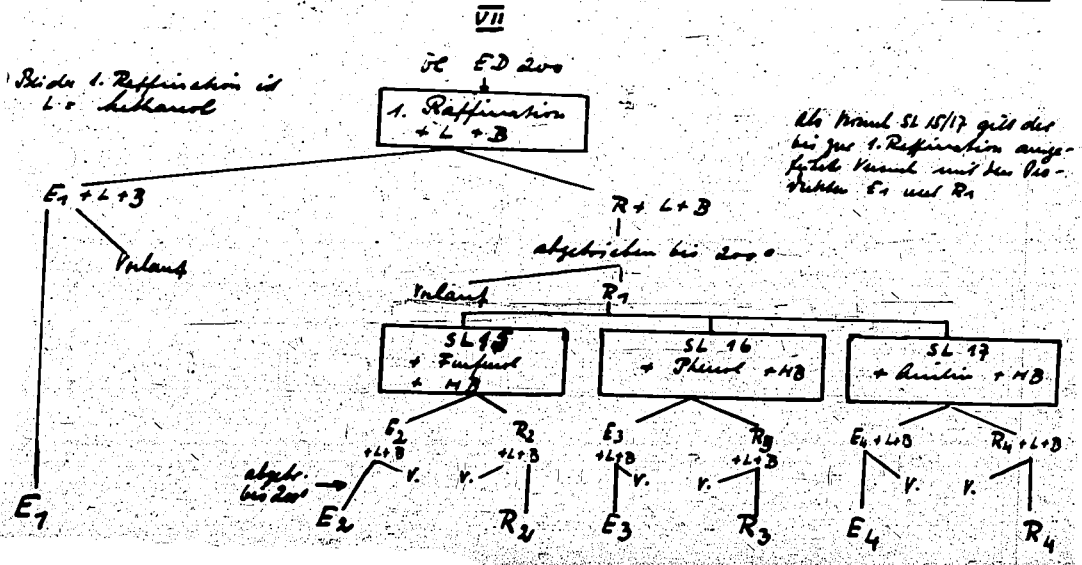 VII
öl ED 200
Bei der 1. Raffination ist
L = Methanol
1. Raffination
+ L + B
Als Versuch SL 15/17 gilt der
bis zur 1. Raffination ausge-
führte Versuch mit den Pro-
dukten E1 und R1
E1 + L + B
R + L + B
Vorlauf
abgetrieben bis 200°
Vorlauf
R1
SL 15
+ Furfurol
+ MB
SL 16
+ Phenol + MB
SL 17
+ Anilin + MB
E2
+L+B
R2
+L+B
E3
+L+B
R3
+L+B
E4+L+B
R4+L+B
V.
V.
V.
V.
V.
V.
abgetr.
bis 200°
E1
E2
R2
E3
R3
E4
R4